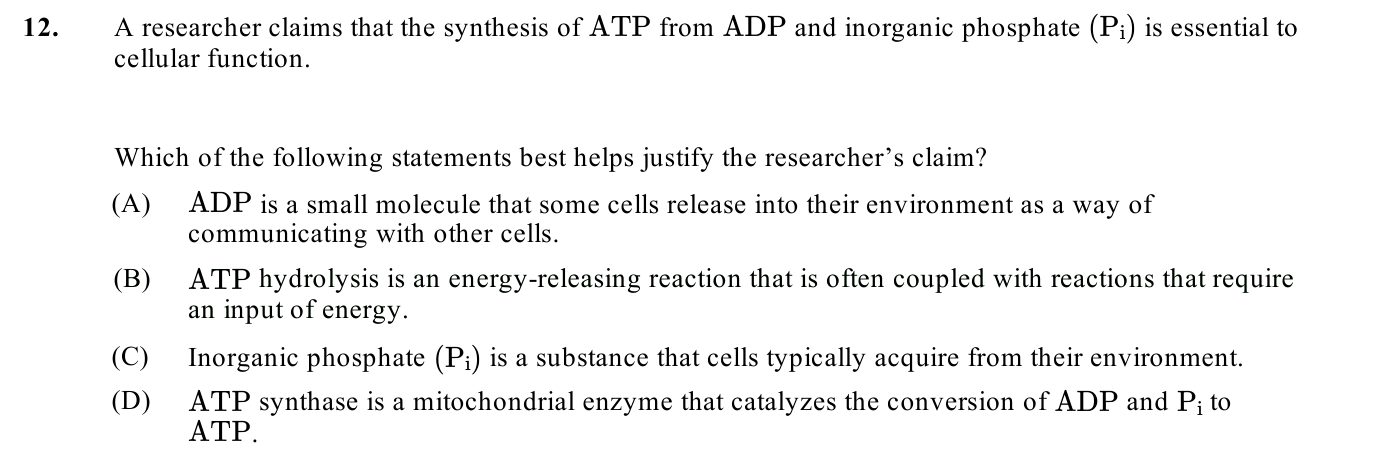 12. A researcher claims that the synthesis of ATP from ADP and inorganic phosphate (Pi) is essential to
cellular function.
Which of the following statements best helps justify the researcher’s claim?
(A) ADP is a small molecule that some cells release into their environment as a way of
communicating with other cells.
(B) ATP hydrolysis is an energy-releasing reaction that is often coupled with reactions that require
an input of energy.
(C) Inorganic phosphate (Pi) is a substance that cells typically acquire from their environment.
(D) ATP synthase is a mitochondrial enzyme that catalyzes the conversion of ADP and Pi to
ATP.